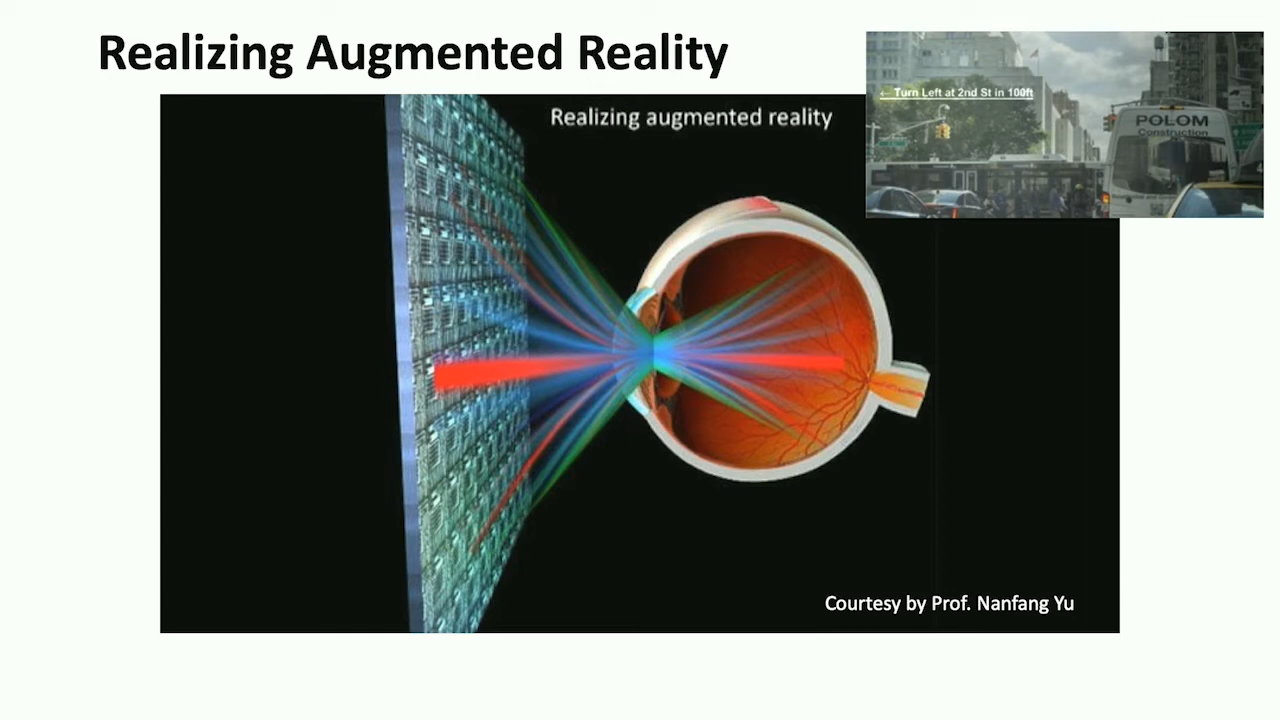 Realizing Augmented Reality
Realizing augmented reality
← Turn Left at 2nd St in 100ft
POLOM
Construction
Courtesy by Prof. Nanfang Yu